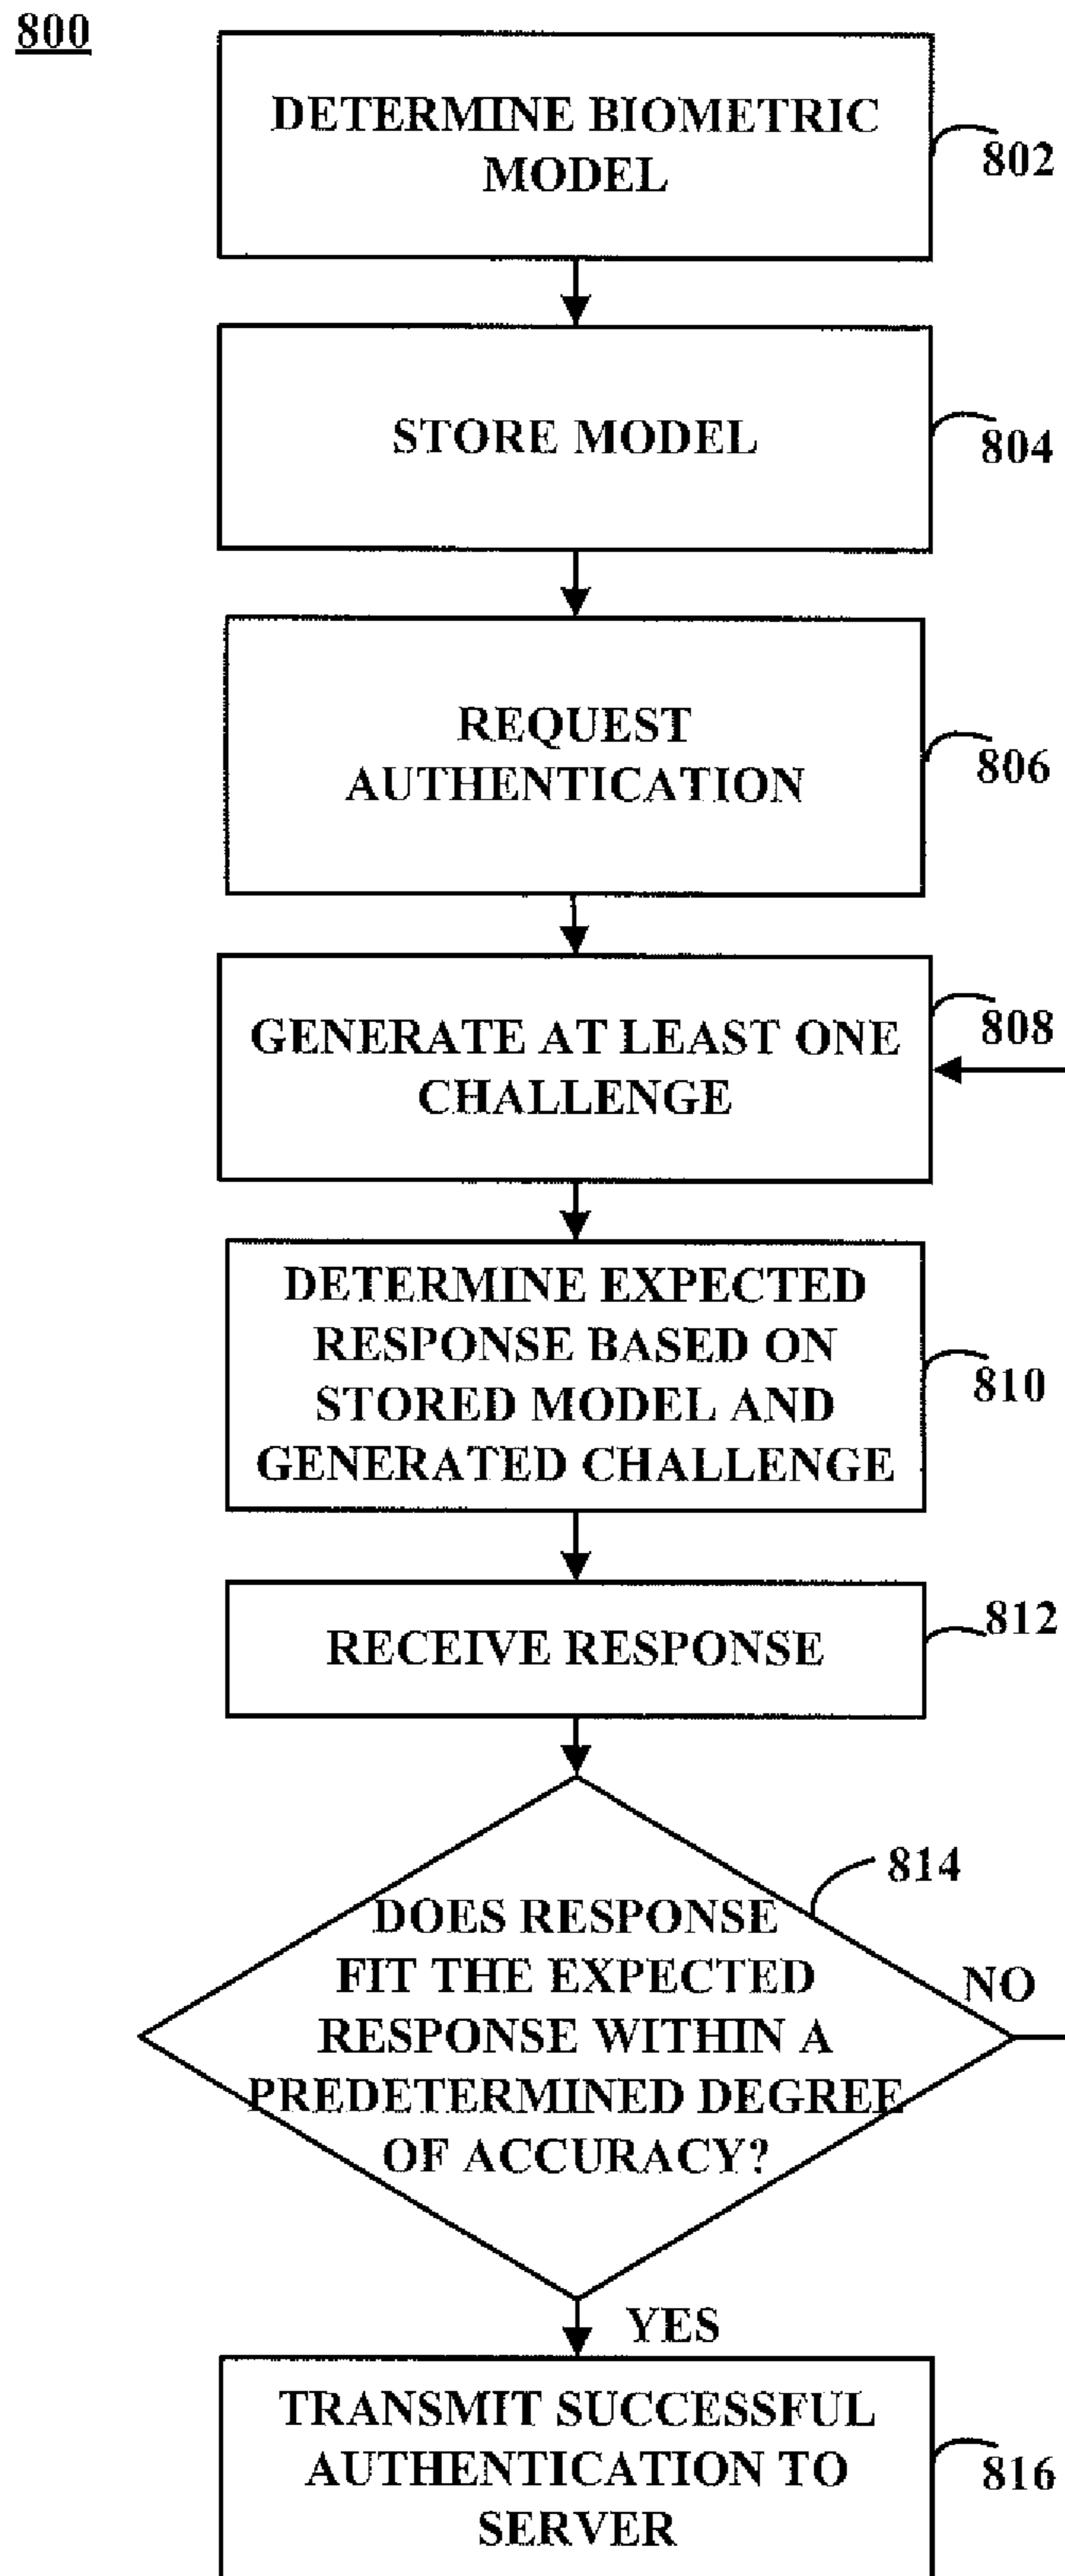 800
DETERMINE BIOMETRIC
MODEL
802
STORE MODEL
804
REQUEST
AUTHENTICATION
806
GENERATE AT LEAST ONE
CHALLENGE
808
DETERMINE EXPECTED
RESPONSE BASED ON
STORED MODEL AND
GENERATED CHALLENGE
810
RECEIVE RESPONSE
812
814
DOES RESPONSE
FIT THE EXPECTED
RESPONSE WITHIN A
PREDETERMINED DEGREE
OF ACCURACY?
NO
YES
TRANSMIT SUCCESSFUL
AUTHENTICATION TO
SERVER
816